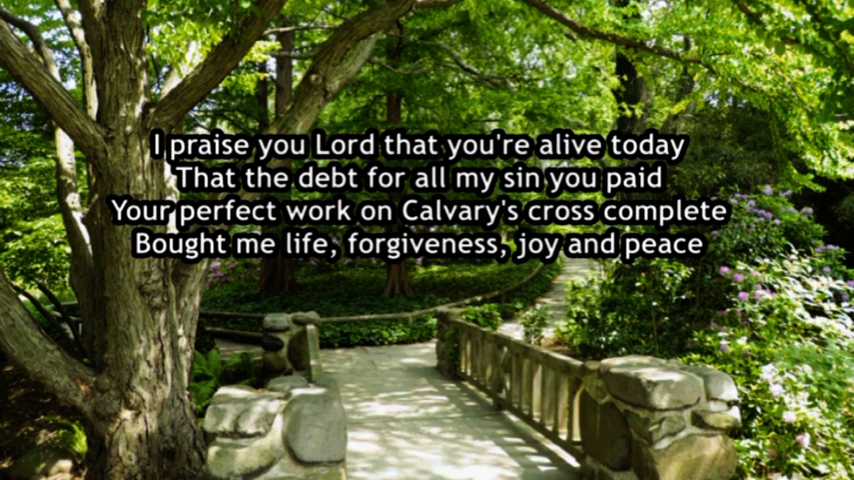 I praise you Lord that you're alive today
That the debt for all my sin you paid
Your perfect work on Calvary's cross complete
Bought me life, forgiveness, joy and peace